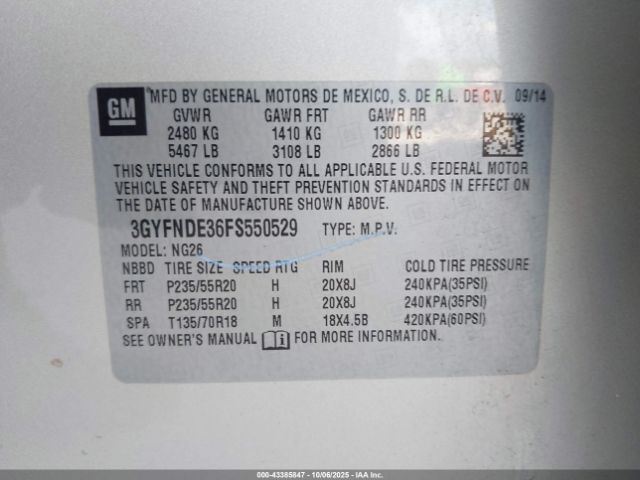 GM
MFD BY GENERAL MOTORS DE MEXICO, S. DE R.L. DE C.V. 09/14
GVWR GAWR FRT GAWR RR
2480 KG 1410 KG 1300 KG
5467 LB 3108 LB 2866 LB
THIS VEHICLE CONFORMS TO ALL APPLICABLE U.S. FEDERAL MOTOR
VEHICLE SAFETY AND THEFT PREVENTION STANDARDS IN EFFECT ON
THE DATE OF MANUFACTURE SHOWN ABOVE.
3GYFNDE36FS550529 TYPE: M.P.V.
MODEL: NG26
NBBD TIRE SIZE SPEED RTG RIM COLD TIRE PRESSURE
FRT P235/55R20 H 20X8J 240KPA(35PSI)
RR P235/55R20 H 20X8J 240KPA(35PSI)
SPA T135/70R18 M 18X4.5B 420KPA(60PSI)
SEE OWNER'S MANUAL i FOR MORE INFORMATION.
000-43385847 - 10/06/2025 - IAAI.com